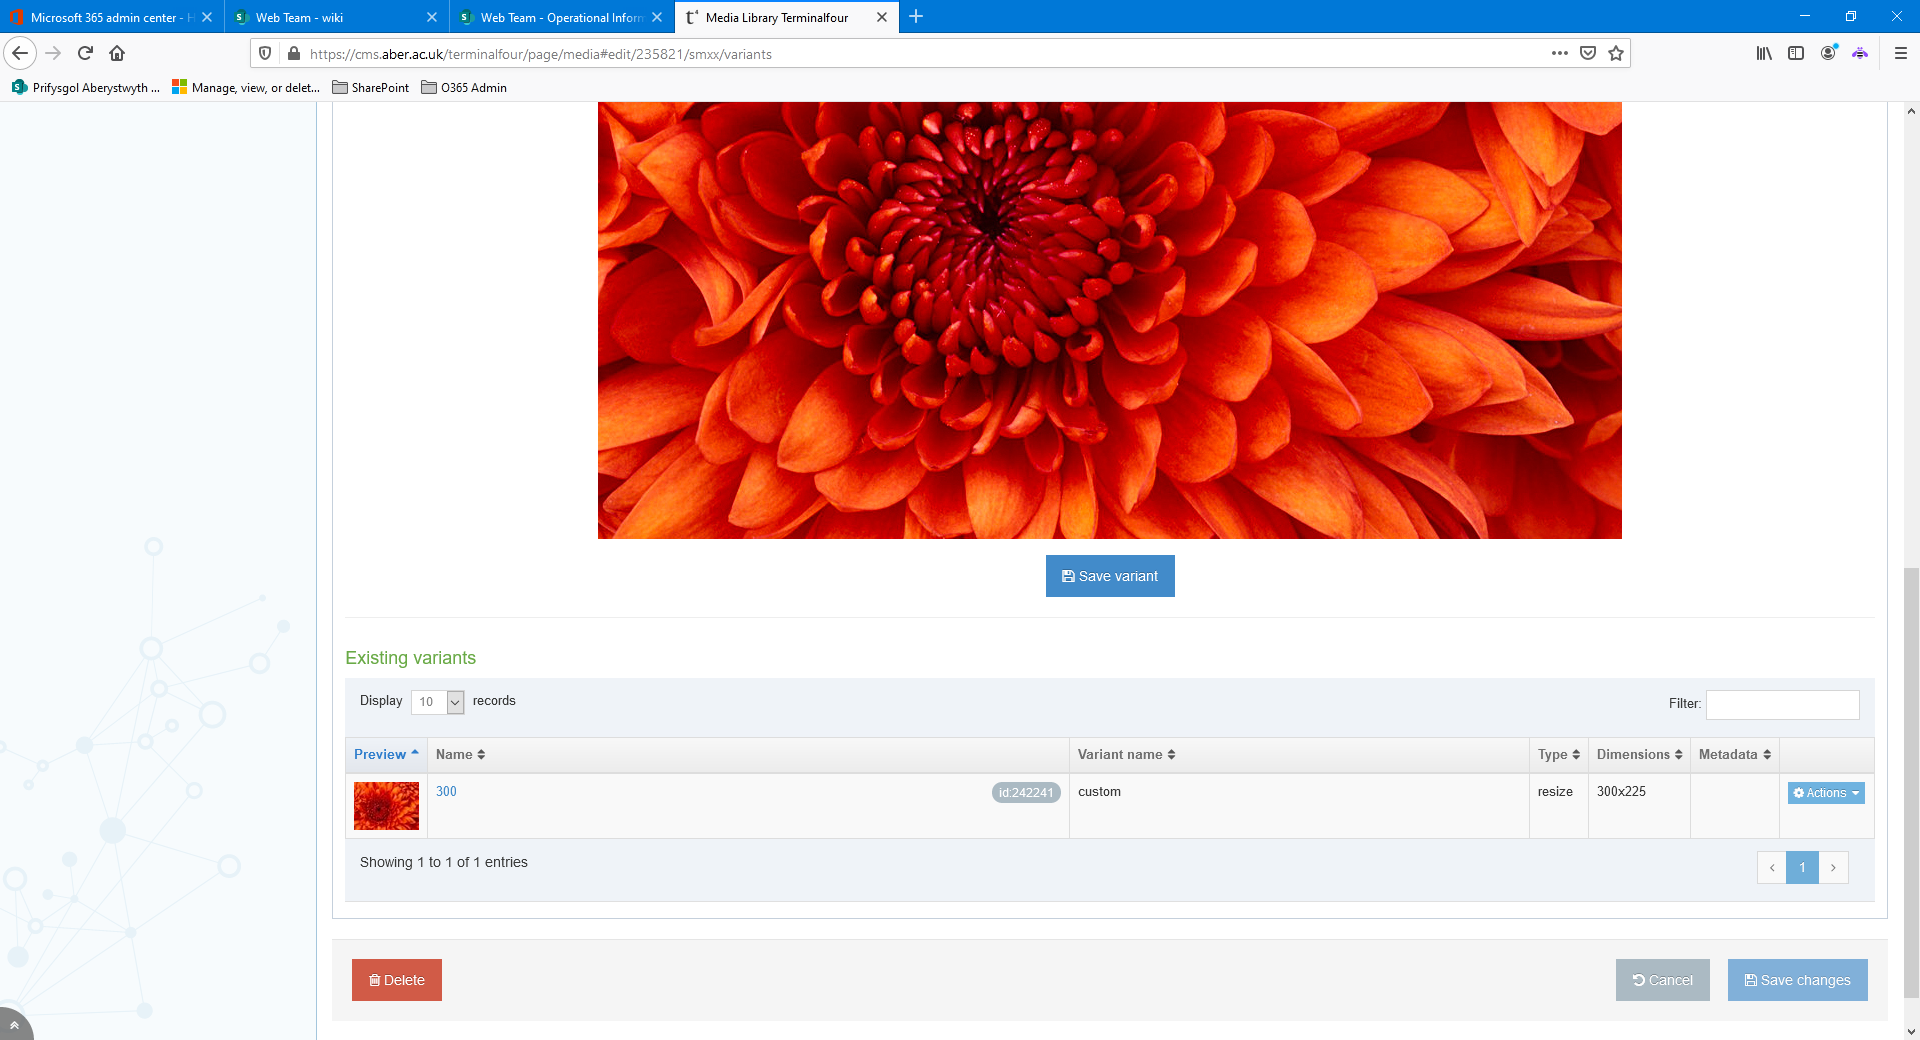 Microsoft 365 admin center - H
Web Team - wiki
Web Team - Operational Inform
Media Library Terminalfour
https://cms.aber.ac.uk/terminalfour/page/media#edit/235821/smxx/variants
Prifysgol Aberystwyth ...
Manage, view, or delet...
SharePoint
O365 Admin
Save variant
Existing variants
Display 10 records
Filter:
Preview Name Variant name Type Dimensions Metadata
300 id:242241 custom resize 300x225 Actions
Showing 1 to 1 of 1 entries
‹ 1 ›
Delete
Cancel
Save changes